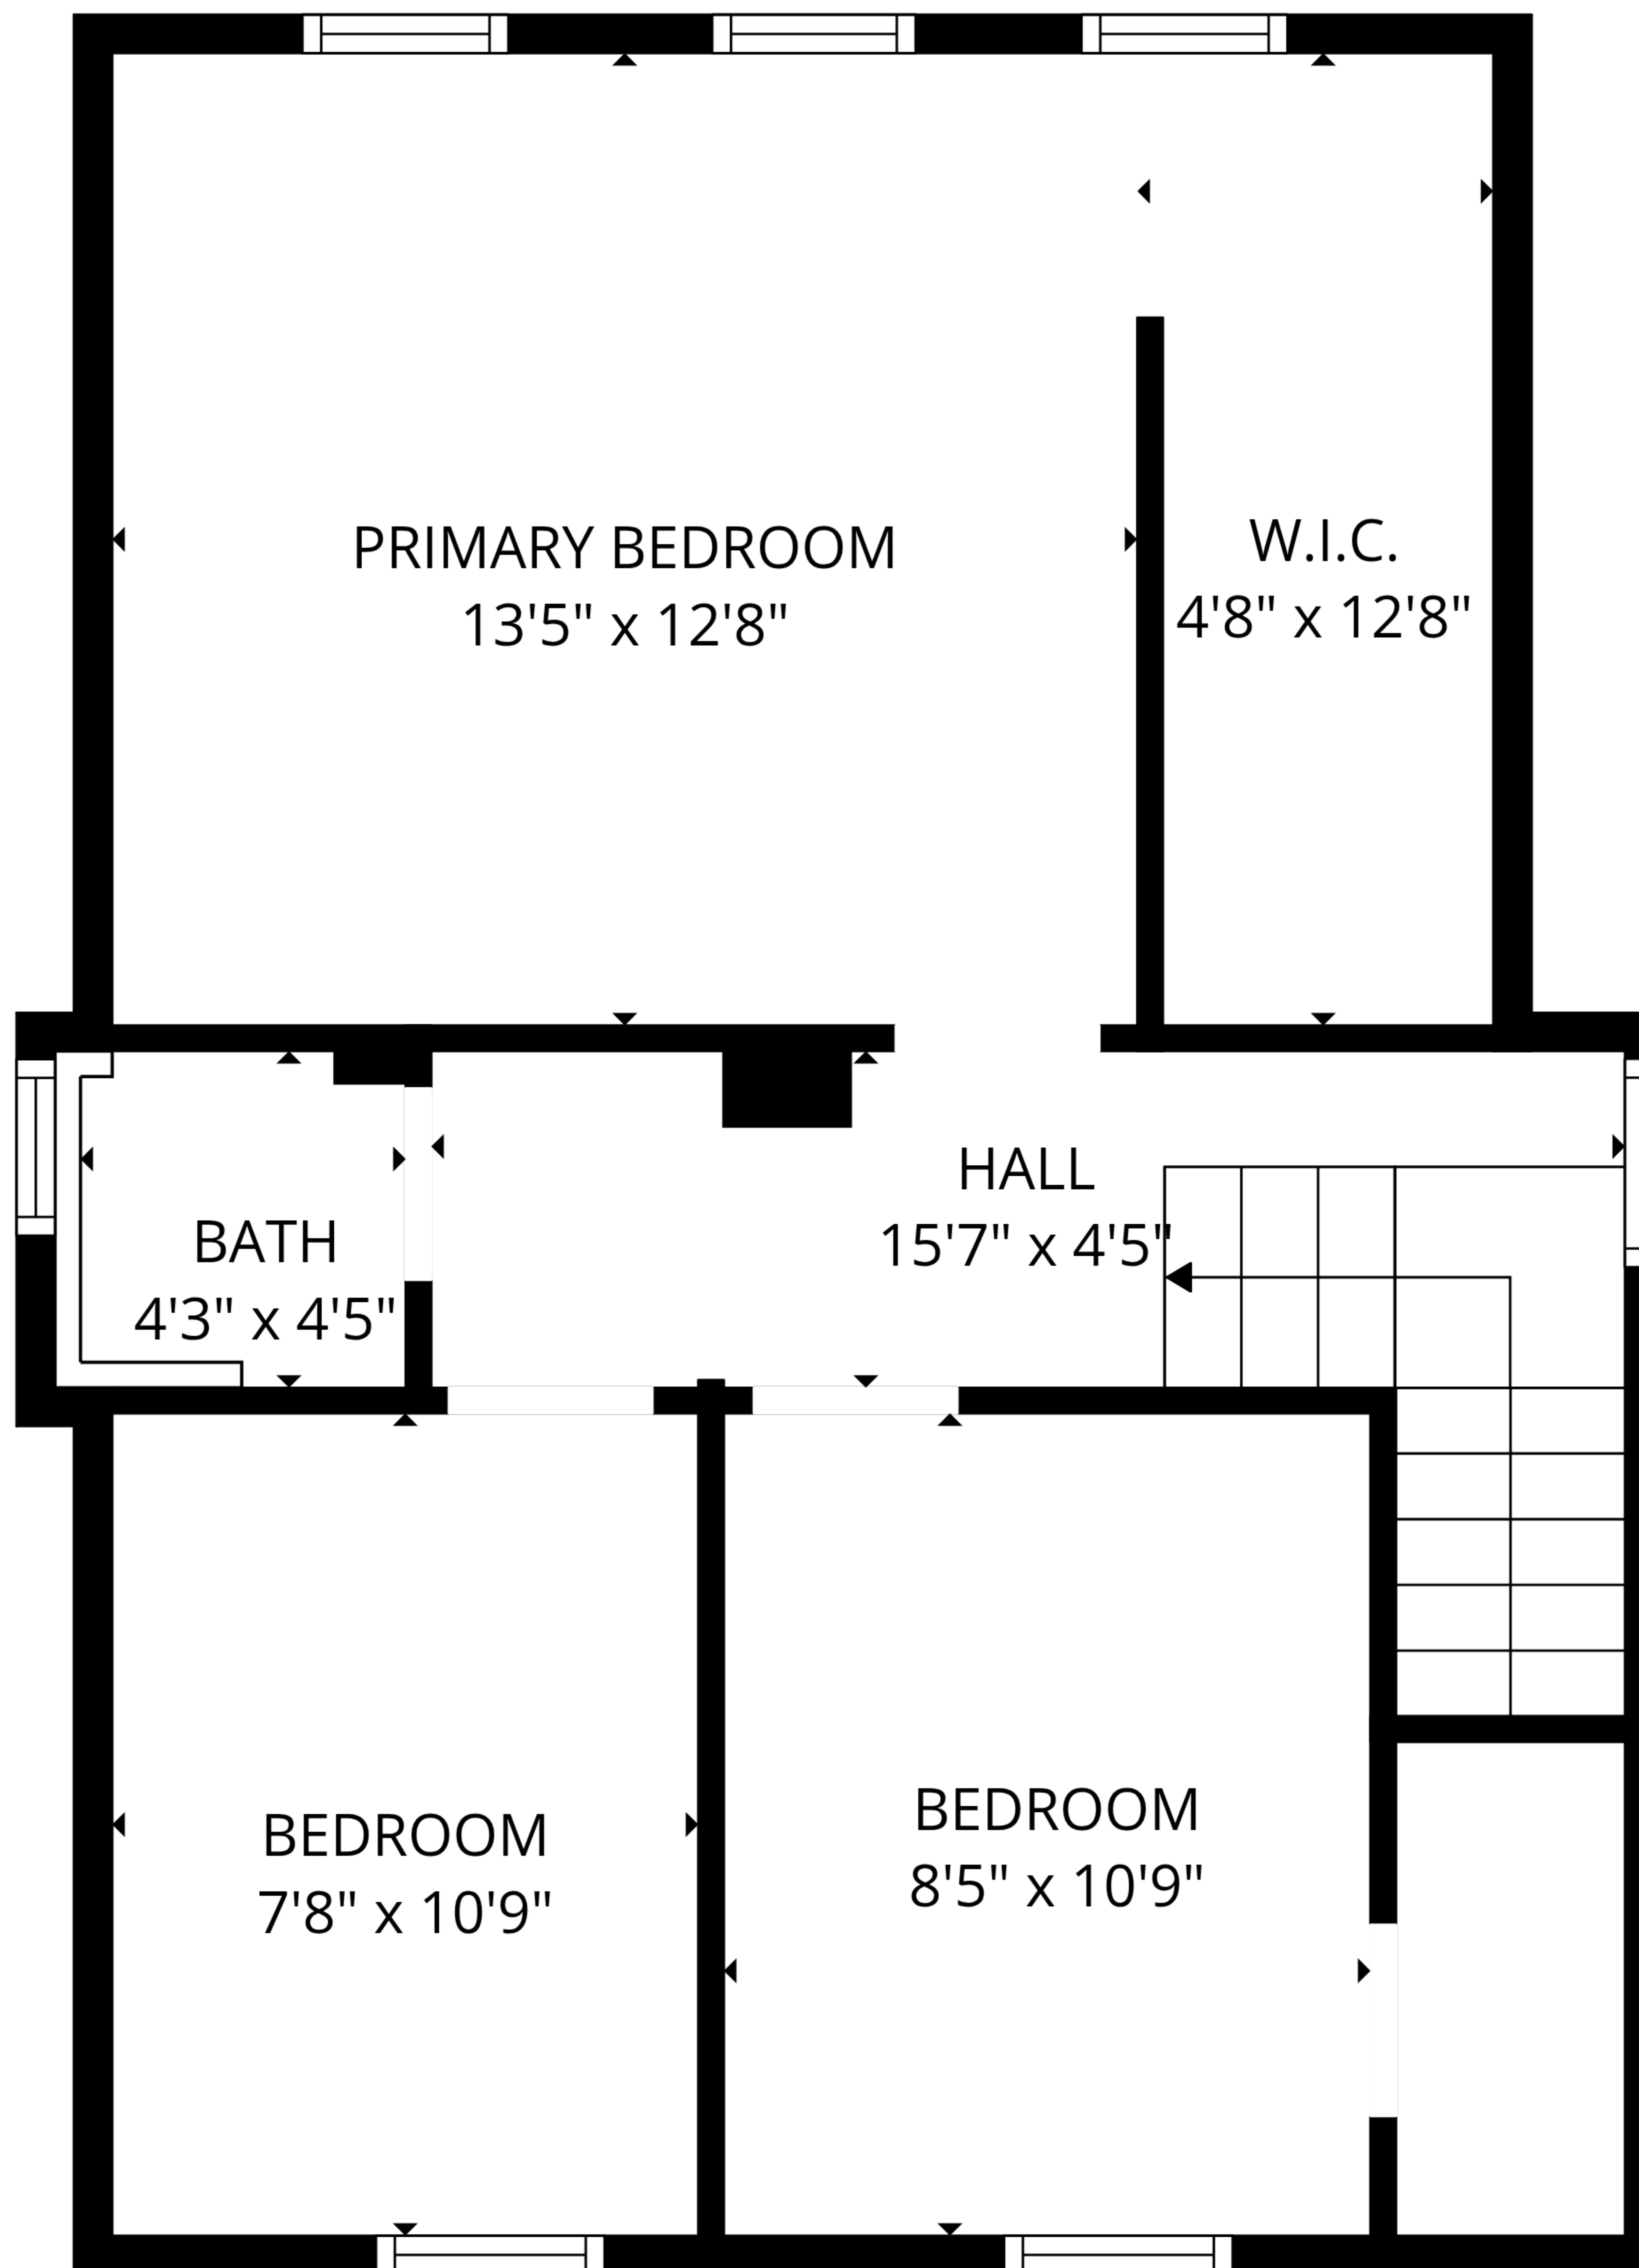 PRIMARY BEDROOM
13'5" x 12'8"
W.I.C.
4'8" x 12'8"
HALL
15'7" x 4'5"
BATH
4'3" x 4'5"
BEDROOM
7'8" x 10'9"
BEDROOM
8'5" x 10'9"